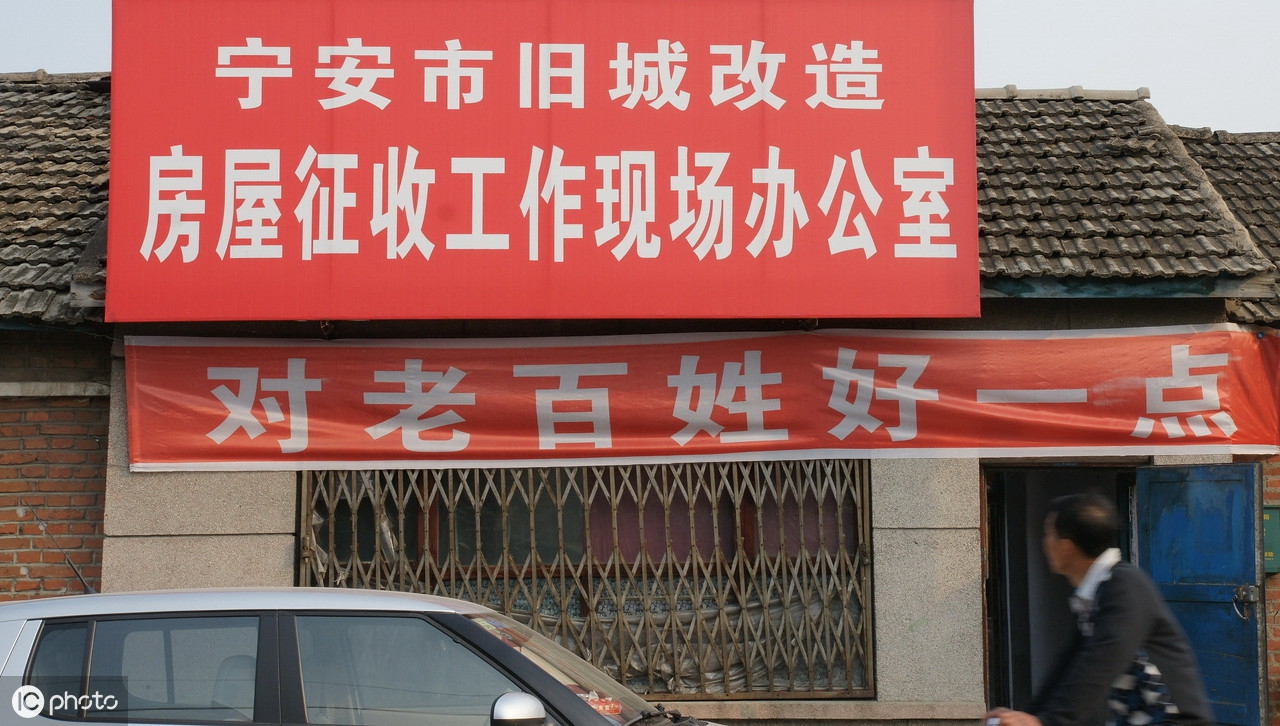 宁安市旧城改造
房屋征收工作现场办公室
对老百姓好一点
IC photo